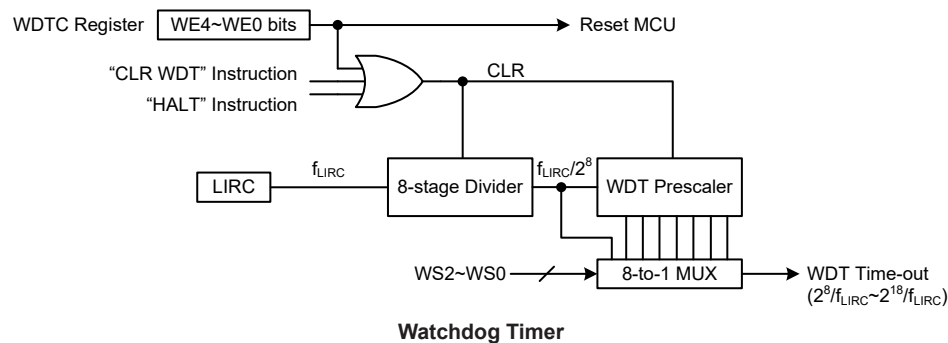 WDTC Register WE4~WE0 bits Reset MCU
“CLR WDT” Instruction CLR
“HALT” Instruction
LIRC fLIRC 8-stage Divider fLIRC/2⁸ WDT Prescaler
WS2~WS0 8-to-1 MUX WDT Time-out
(2⁸/fLIRC~2¹⁸/fLIRC)
Watchdog Timer